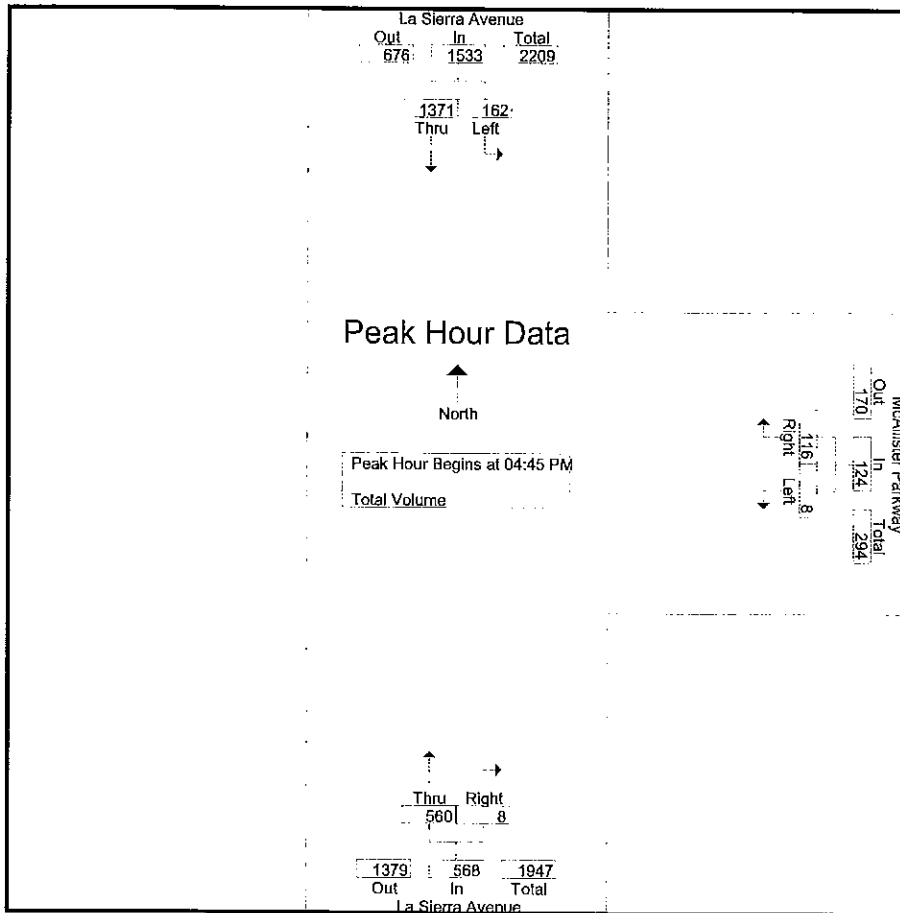 La Sierra Avenue
Out In Total
676 1533 2209
1371 162
Thru Left
Peak Hour Data
North
Peak Hour Begins at 04:45 PM
Total Volume
Right Left
116 8
Out In Total
170 124 294
McAllister Parkway
Thru Right
560 8
1379 568 1947
Out In Total
La Sierra Avenue